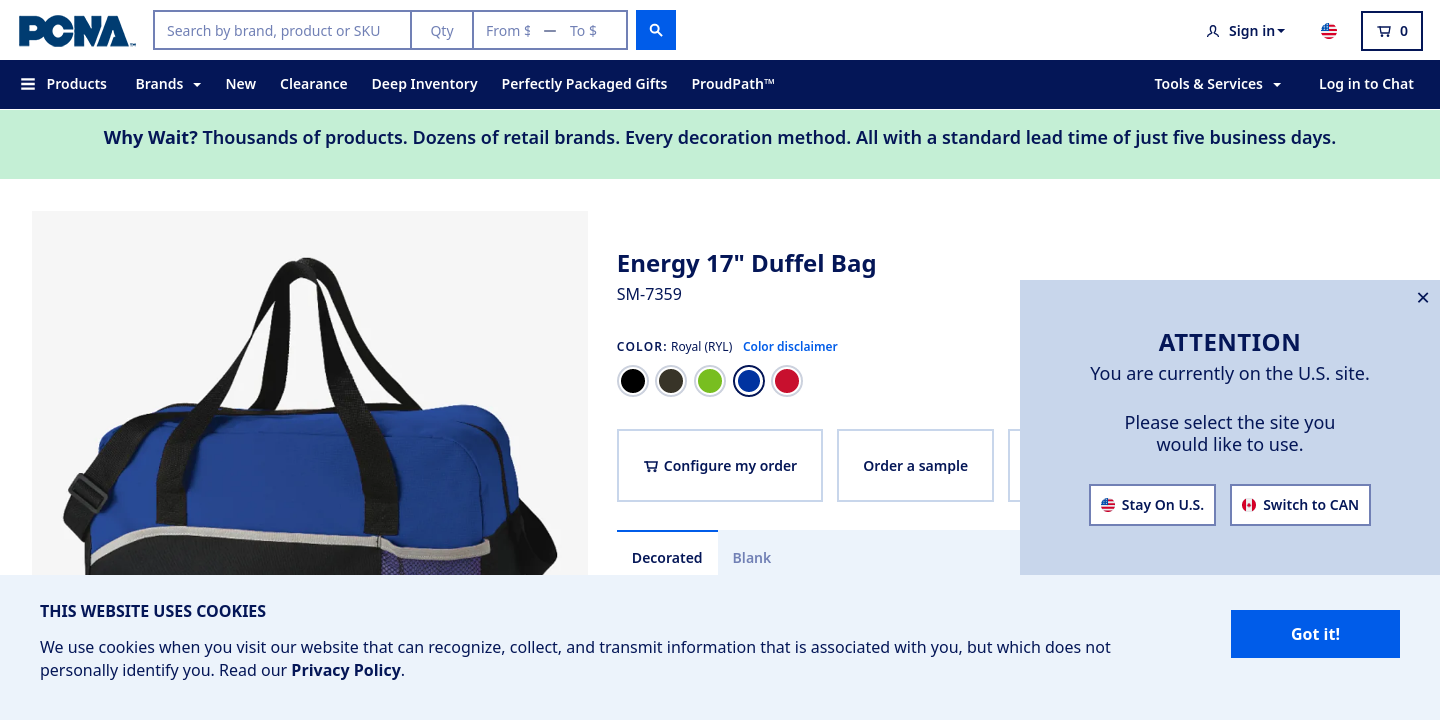 PCNA™
Search by brand, product or SKU
Qty
From $ — To $
Sign in
0
Products
Brands
New
Clearance
Deep Inventory
Perfectly Packaged Gifts
ProudPath™
Tools & Services
Log in to Chat
Why Wait? Thousands of products. Dozens of retail brands. Every decoration method. All with a standard lead time of just five business days.
Energy 17" Duffel Bag
SM-7359
COLOR: Royal (RYL) Color disclaimer
Configure my order
Order a sample
Decorated
Blank
ATTENTION
You are currently on the U.S. site.
Please select the site you
would like to use.
Stay On U.S.
Switch to CAN
THIS WEBSITE USES COOKIES
We use cookies when you visit our website that can recognize, collect, and transmit information that is associated with you, but which does not
personally identify you. Read our Privacy Policy.
Got it!